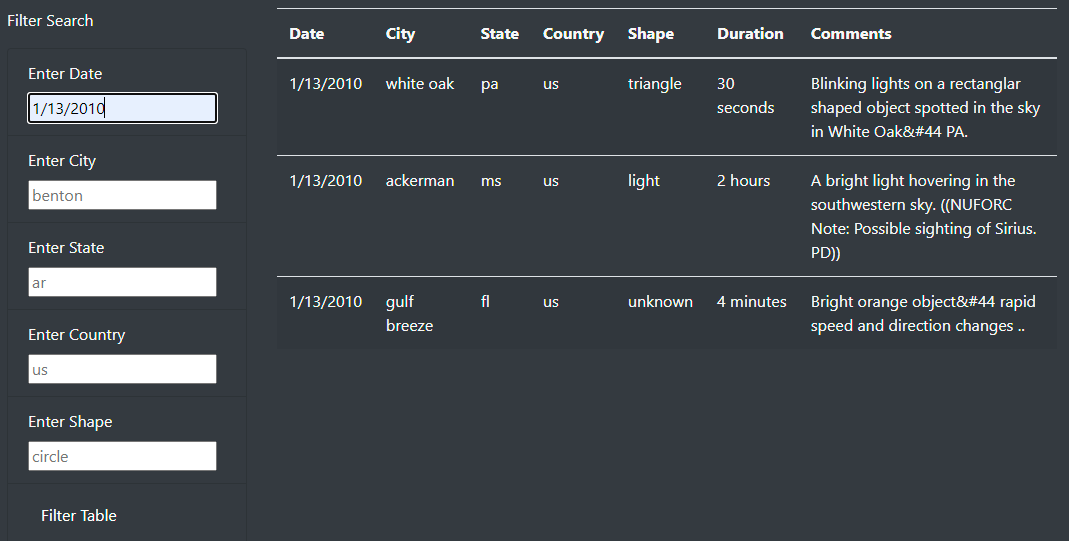 Filter Search
Enter Date
1/13/2010
Enter City
benton
Enter State
ar
Enter Country
us
Enter Shape
circle
Filter Table
Date City State Country Shape Duration Comments
1/13/2010 white oak pa us triangle 30 seconds Blinking lights on a rectanglar
shaped object spotted in the sky
in White Oak&#44 PA.
1/13/2010 ackerman ms us light 2 hours A bright light hovering in the
southwestern sky. ((NUFORC
Note: Possible sighting of Sirius.
PD))
1/13/2010 gulf breeze fl us unknown 4 minutes Bright orange object&#44 rapid
speed and direction changes ..